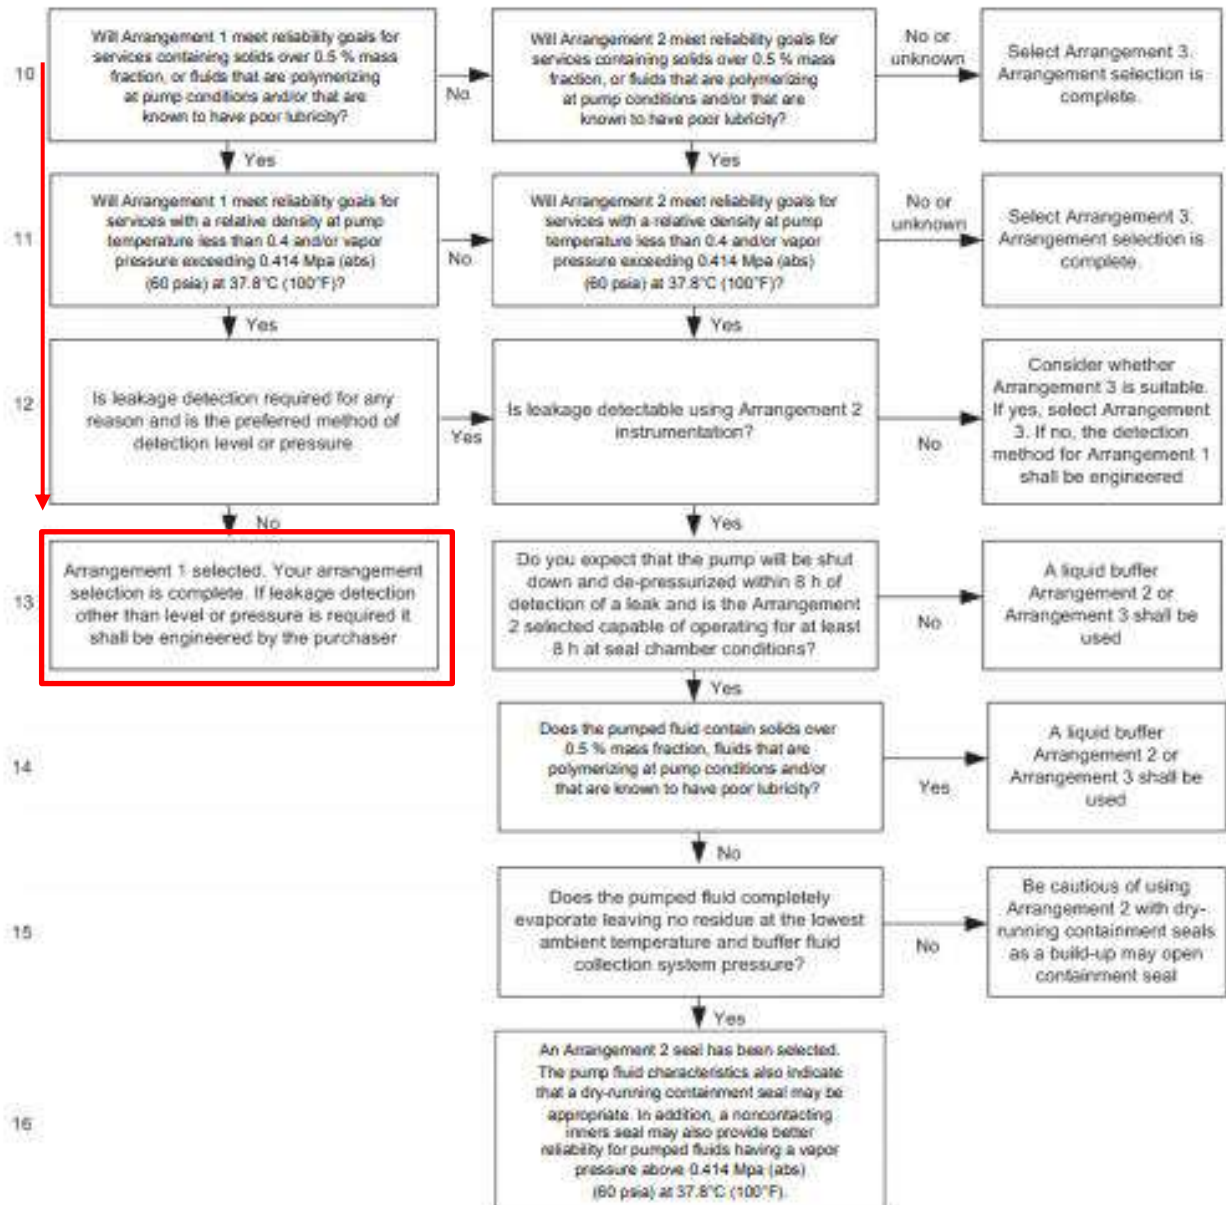 10
Will Arrangement 1 meet reliability goals for
services containing solids over 0.5 % mass
fraction, or fluids that are polymerizing
at pump conditions and/or that are
known to have poor lubricity?
No
Will Arrangement 2 meet reliability goals for
services containing solids over 0.5 % mass
fraction, or fluids that are polymerizing
at pump conditions and/or that are
known to have poor lubricity?
No or
unknown
Select Arrangement 3.
Arrangement selection is
complete.
Yes
11
Will Arrangement 1 meet reliability goals for
services with a relative density at pump
temperature less than 0.4 and/or vapor
pressure exceeding 0.414 Mpa (abs)
(60 psia) at 37.8°C (100°F)?
No
Will Arrangement 2 meet reliability goals for
services with a relative density at pump
temperature less than 0.4 and/or vapor
pressure exceeding 0.414 Mpa (abs)
(60 psia) at 37.8°C (100°F)?
No or
unknown
Select Arrangement 3.
Arrangement selection is
complete.
Yes
Yes
12
Is leakage detection required for any
reason and is the preferred method of
detection level or pressure
Yes
Is leakage detectable using Arrangement 2
instrumentation?
No
Consider whether
Arrangement 3 is suitable.
If yes, select Arrangement
3. If no, the detection
method for Arrangement 1
shall be engineered
No
Yes
13
Arrangement 1 selected. Your arrangement
selection is complete. If leakage detection
other than level or pressure is required it
shall be engineered by the purchaser
Do you expect that the pump will be shut
down and de-pressurized within 8 h of
detection of a leak and is the Arrangement
2 selected capable of operating for at least
8 h at seal chamber conditions?
No
A liquid buffer
Arrangement 2 or
Arrangement 3 shall be
used
Yes
14
Does the pumped fluid contain solids over
0.5 % mass fraction, fluids that are
polymerizing at pump conditions and/or
that are known to have poor lubricity?
Yes
A liquid buffer
Arrangement 2 or
Arrangement 3 shall be
used
No
15
Does the pumped fluid completely
evaporate leaving no residue at the lowest
ambient temperature and buffer fluid
collection system pressure?
No
Be cautious of using
Arrangement 2 with dry-
running containment seals
as a build-up may open
containment seal
Yes
16
An Arrangement 2 seal has been selected.
The pump fluid characteristics also indicate
that a dry-running containment seal may be
appropriate. In addition, a noncontacting
inners seal may also provide better
reliability for pumped fluids having a vapor
pressure above 0.414 Mpa (abs)
(60 psia) at 37.8°C (100°F).